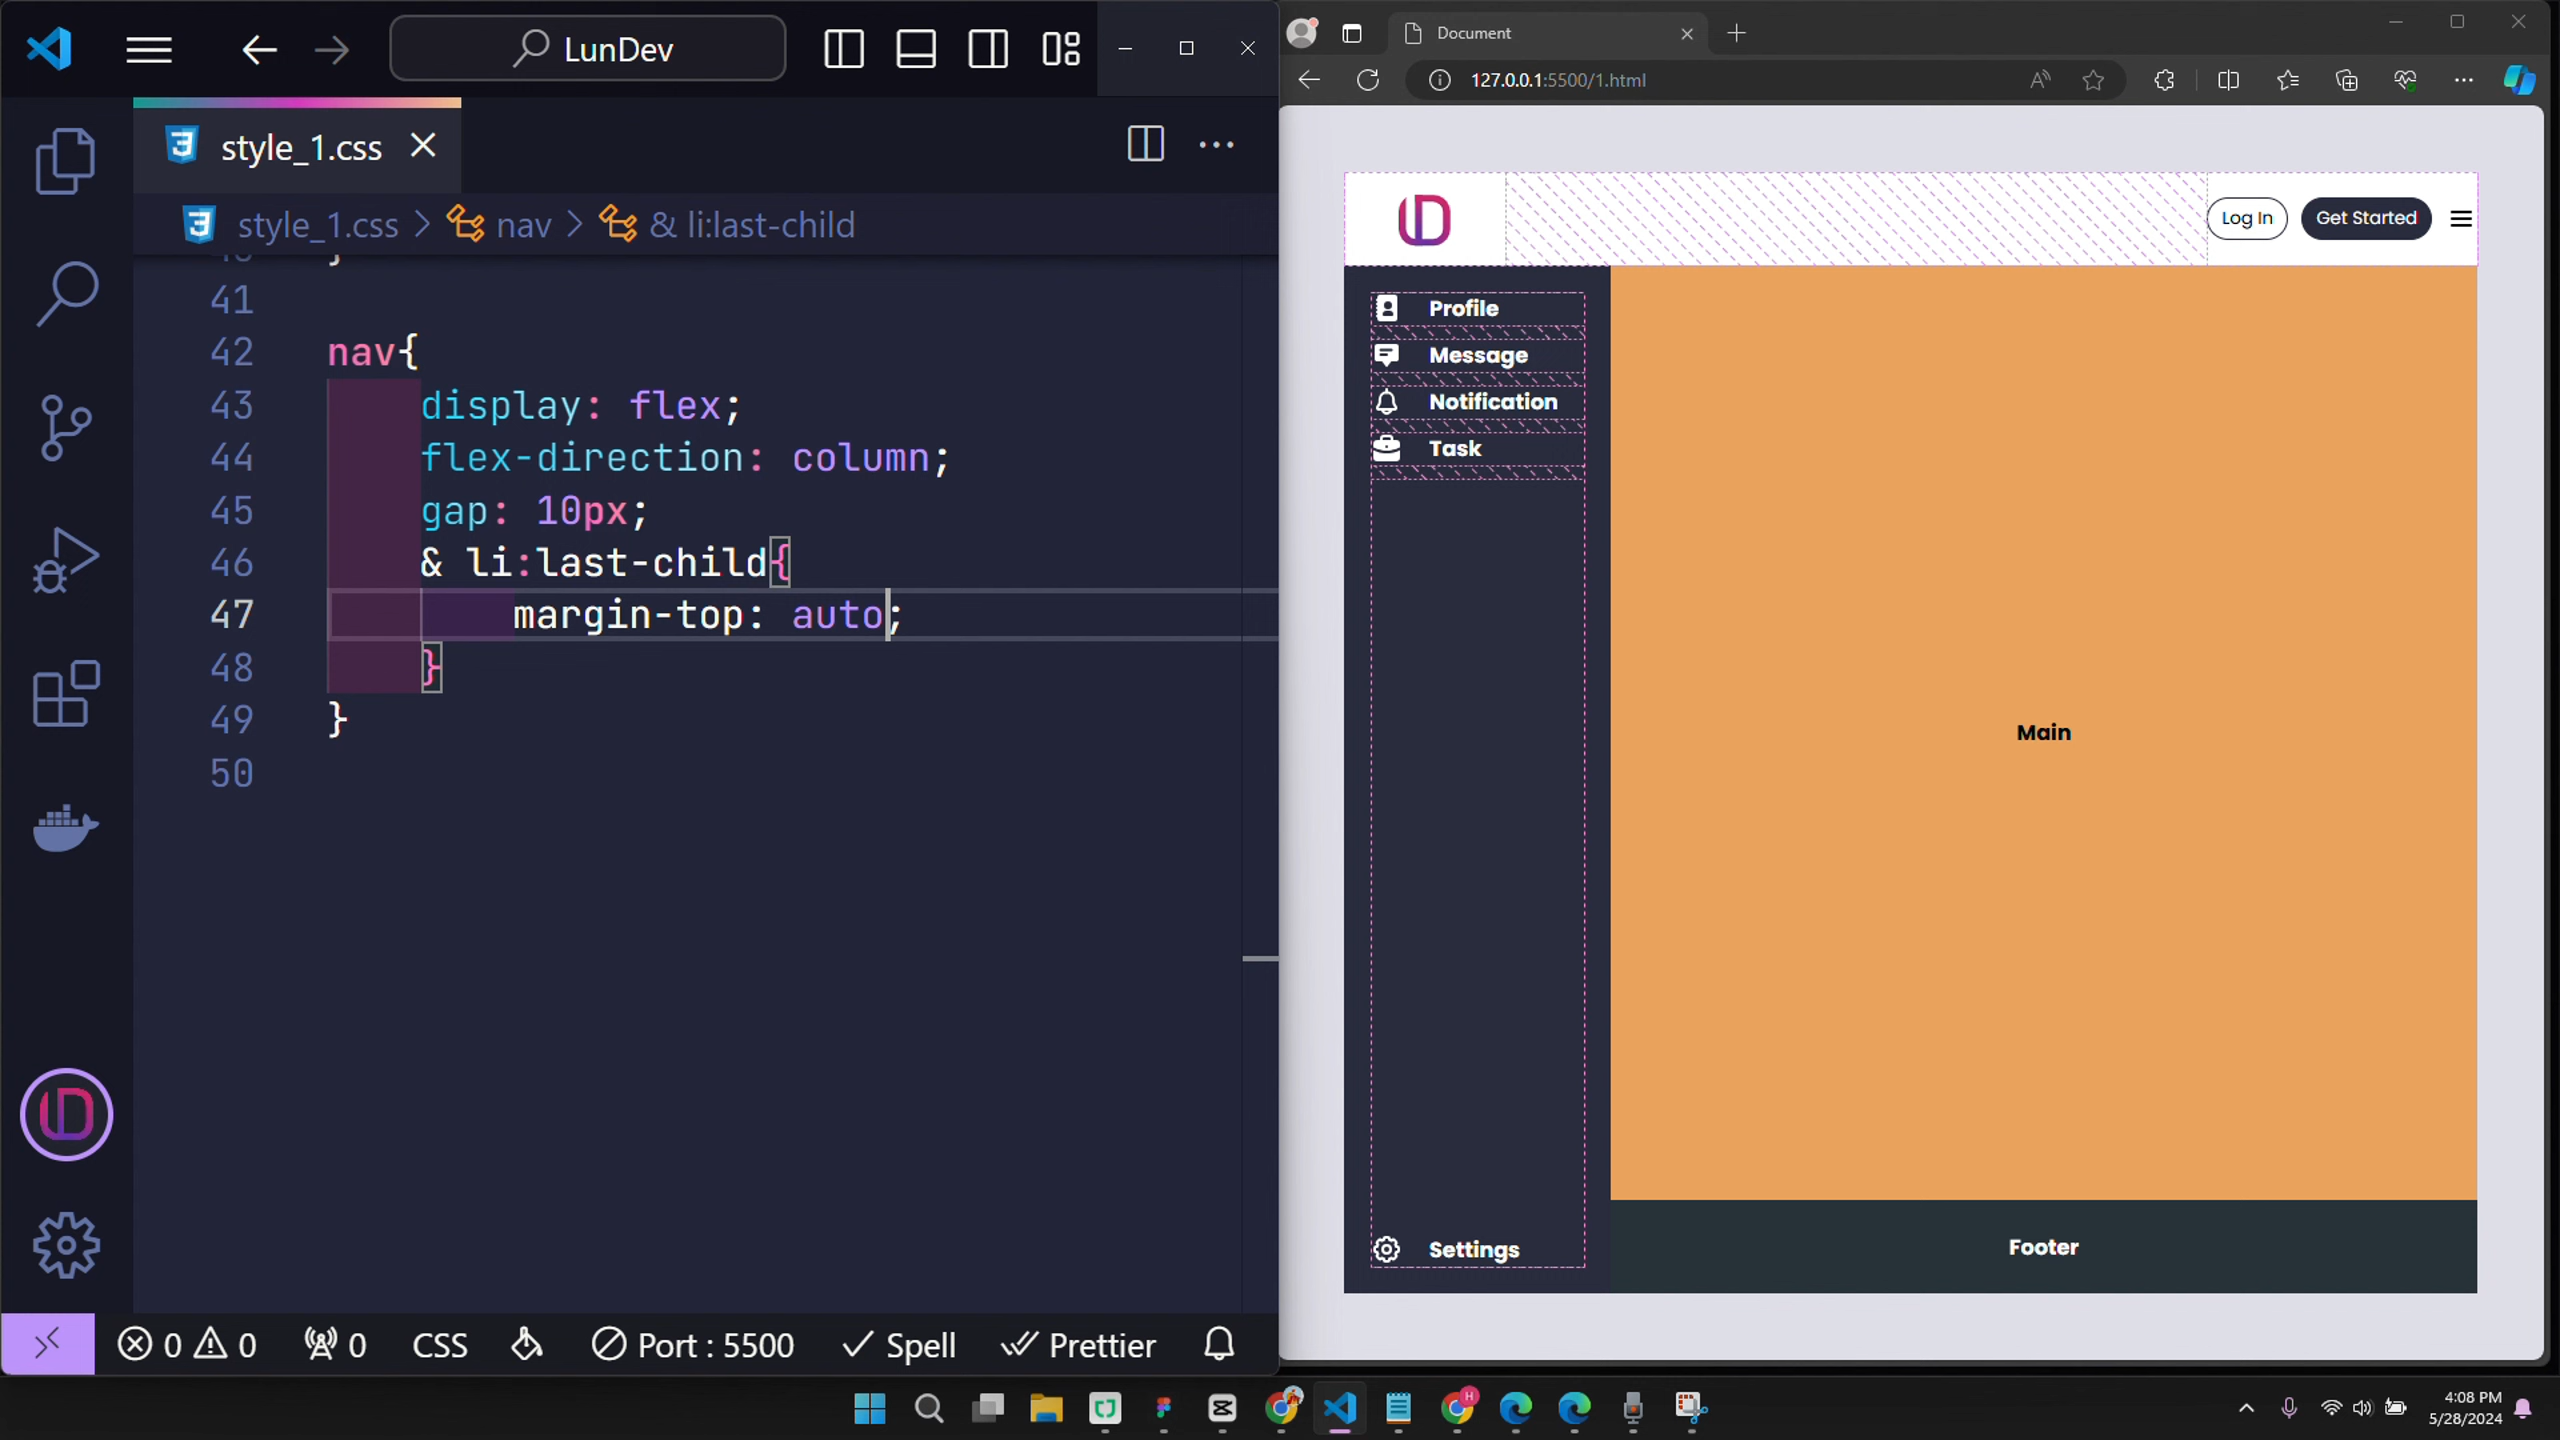 LunDev
style_1.css
style_1.css > nav > & li:last-child
40 }
41
42 nav{
43 display: flex;
44 flex-direction: column;
45 gap: 10px;
46 & li:last-child{
47 margin-top: auto;
48 }
49 }
50
0 0 0 CSS Port : 5500 Spell Prettier
Document
127.0.0.1:5500/1.html
Log In Get Started
Profile
Message
Notification
Task
Main
Settings
Footer
4:08 PM
5/28/2024